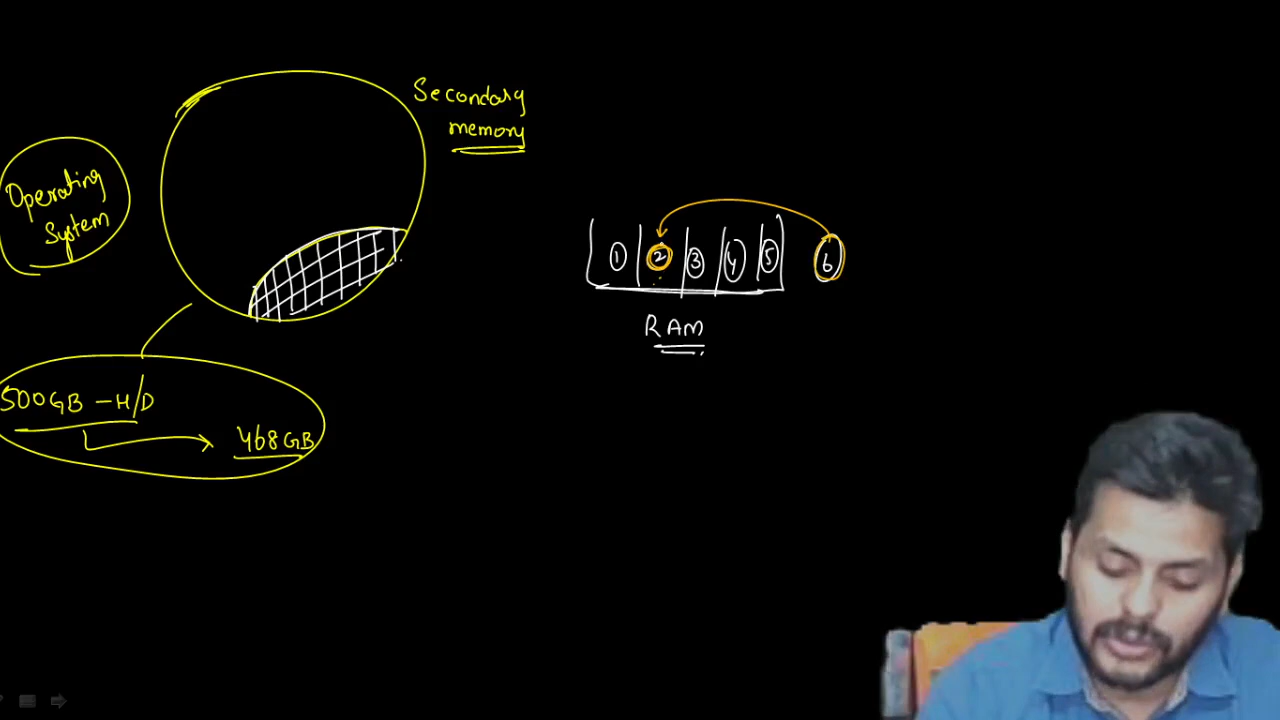 Secondary
memory
Operating
System
1 2 3 4 5 6
RAM
500GB - H/D
468GB